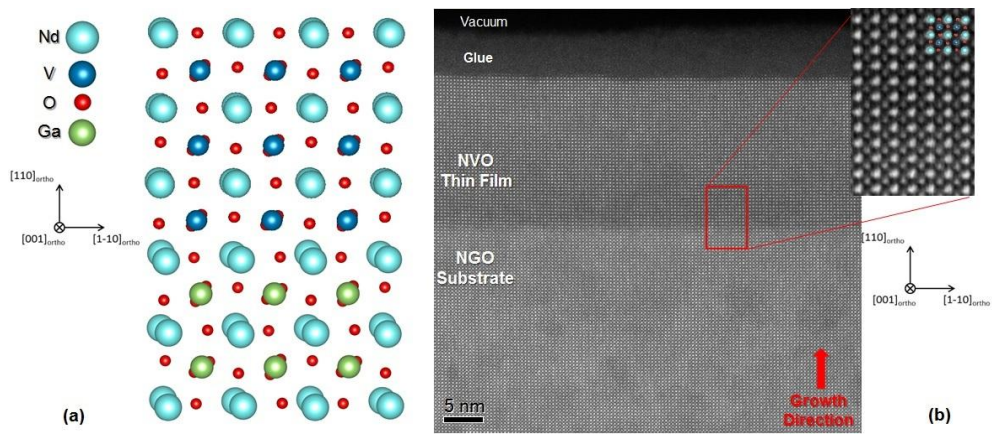 Nd
V
O
Ga
[110]ortho
[001]ortho
[1-10]ortho
(a)
Vacuum
Glue
NVO
Thin Film
NGO
Substrate
5 nm
Growth
Direction
(b)
[110]ortho
[001]ortho
[1-10]ortho